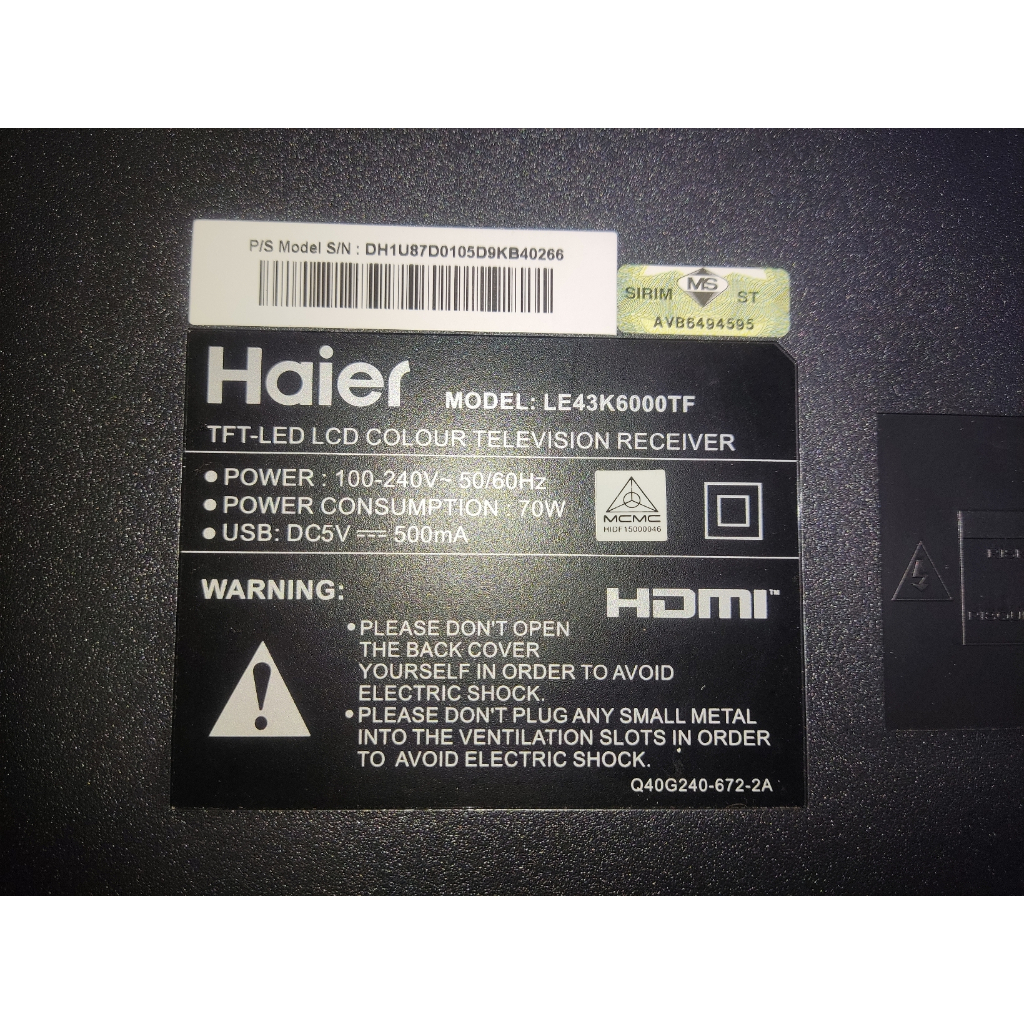 P/S Model S/N : DH1U87D0105D9KB40266
SIRIM MS ST
AVB6494595
Haier MODEL: LE43K6000TF
TFT-LED LCD COLOUR TELEVISION RECEIVER
● POWER : 100-240V~ 50/60Hz
● POWER CONSUMPTION : 70W
● USB: DC5V ⎓ 500mA
MCMC
HIDF15000046
WARNING:
HDMI™
•PLEASE DON'T OPEN
THE BACK COVER
YOURSELF IN ORDER TO AVOID
ELECTRIC SHOCK.
•PLEASE DON'T PLUG ANY SMALL METAL
INTO THE VENTILATION SLOTS IN ORDER
TO AVOID ELECTRIC SHOCK.
Q40G240-672-2A